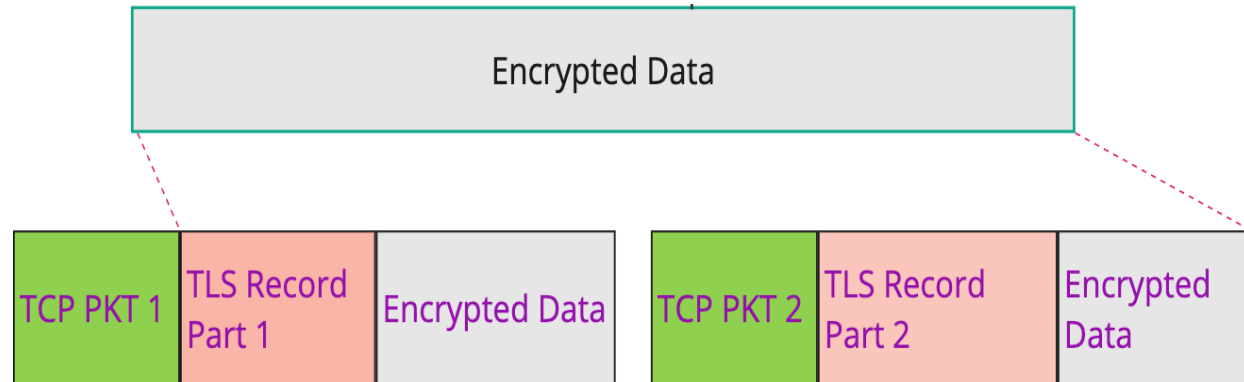 Encrypted Data
TCP PKT 1
TLS Record
Part 1
Encrypted Data
TCP PKT 2
TLS Record
Part 2
Encrypted
Data